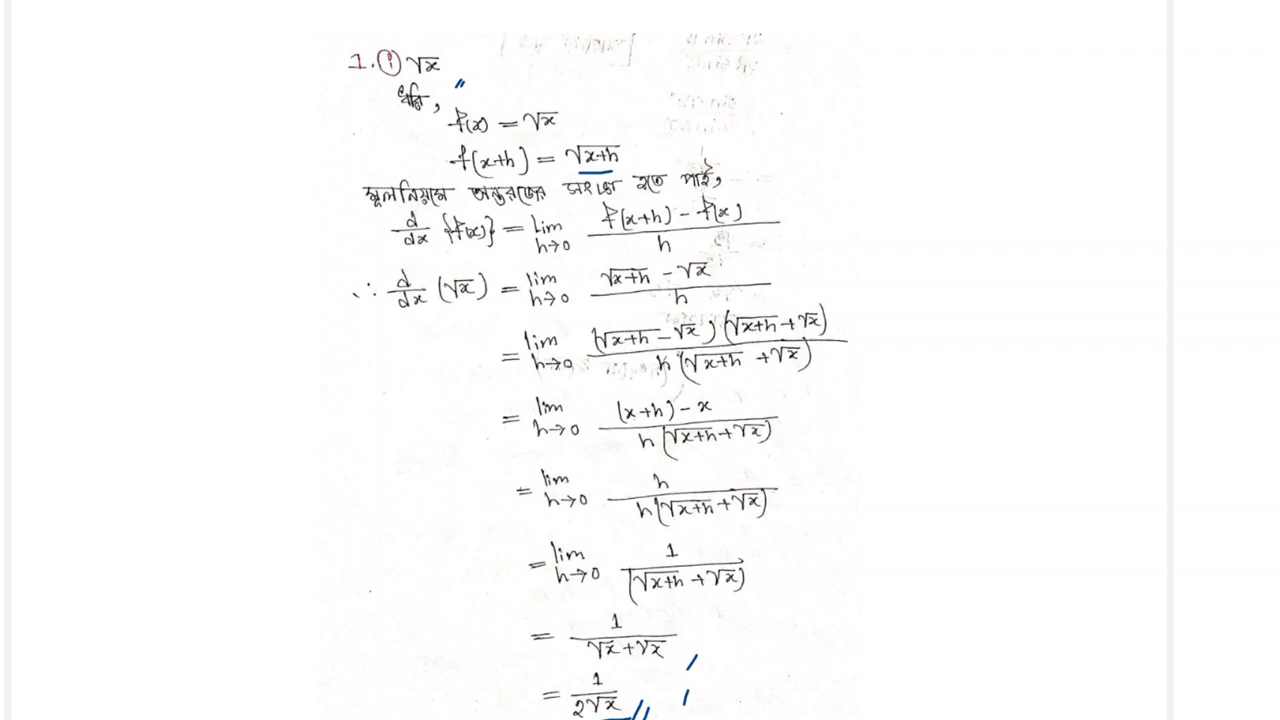 1. (i) √x
ধরি,
f(x) = √x
f(x+h) = √(x+h)
মূলনিয়মে অন্তরজের সংজ্ঞা হতে পাই,
d/dx {f(x)} = lim h→0 (f(x+h) - f(x))/h
∴ d/dx (√x) = lim h→0 (√(x+h) - √x)/h
= lim h→0 ((√(x+h) - √x)(√(x+h) + √x))/(h(√(x+h) + √x))
= lim h→0 ((x+h) - x)/(h(√(x+h) + √x))
= lim h→0 h/(h(√(x+h) + √x))
= lim h→0 1/(√(x+h) + √x)
= 1/(√x + √x)
= 1/(2√x)